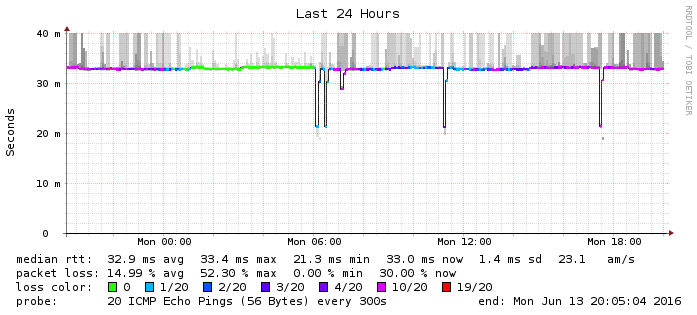 Last 24 Hours
RRDTOOL / TOBI OETIKER
Seconds
40 m
30 m
20 m
10 m
0
Mon 00:00 Mon 06:00 Mon 12:00 Mon 18:00
median rtt: 32.9 ms avg 33.4 ms max 21.3 ms min 33.0 ms now 1.4 ms sd 23.1 am/s
packet loss: 14.99 % avg 52.30 % max 0.00 % min 30.00 % now
loss color: 0 1/20 2/20 3/20 4/20 10/20 19/20
probe: 20 ICMP Echo Pings (56 Bytes) every 300s end: Mon Jun 13 20:05:04 2016